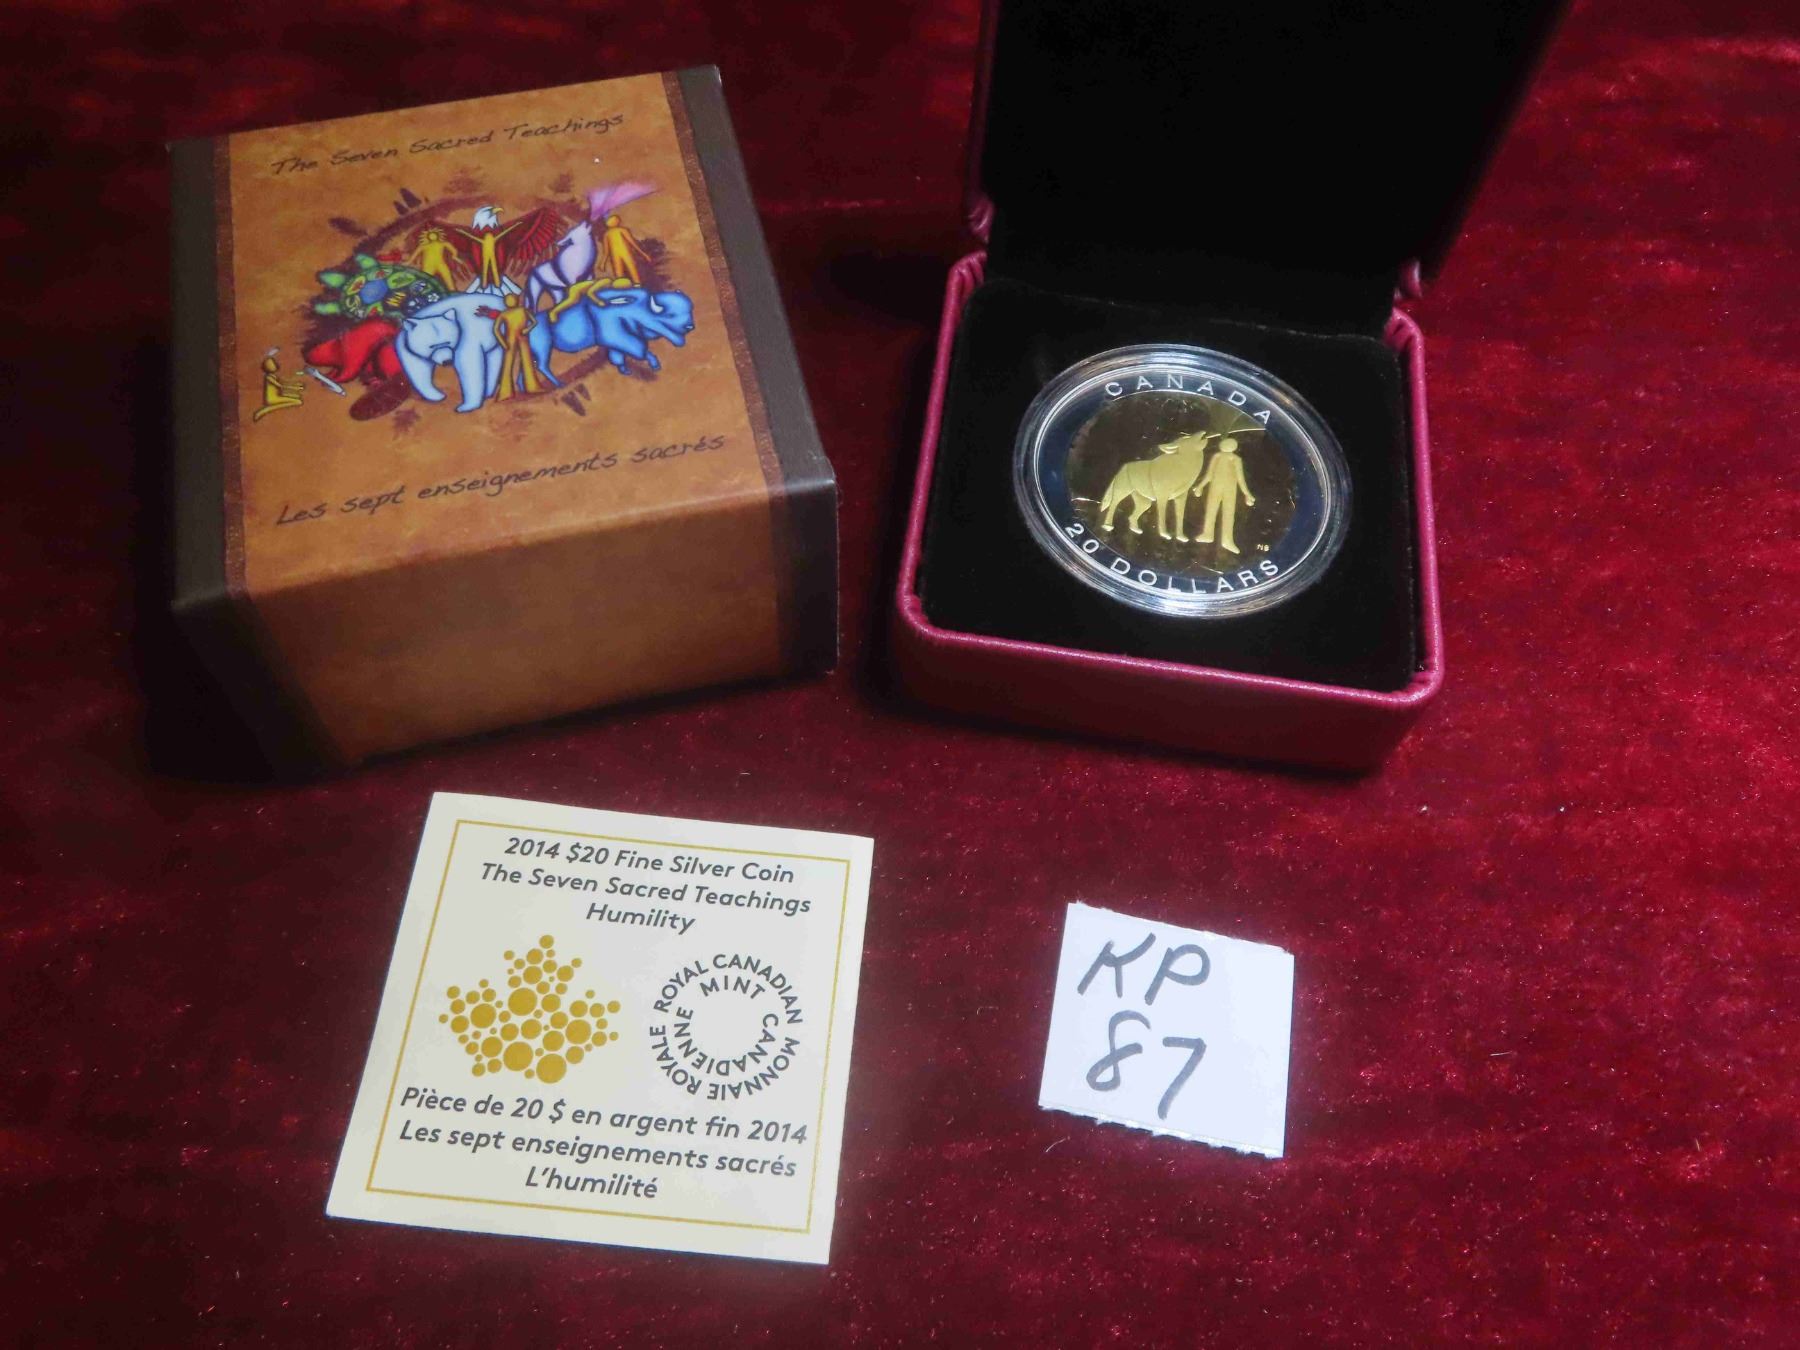 The Seven Sacred Teachings
Les sept enseignements sacrés
CANADA
20 DOLLARS
NB
2014 $20 Fine Silver Coin
The Seven Sacred Teachings
Humility
ROYAL CANADIAN MINT
MONNAIE ROYALE CANADIENNE
Pièce de 20 $ en argent fin 2014
Les sept enseignements sacrés
L'humilité
KP
87